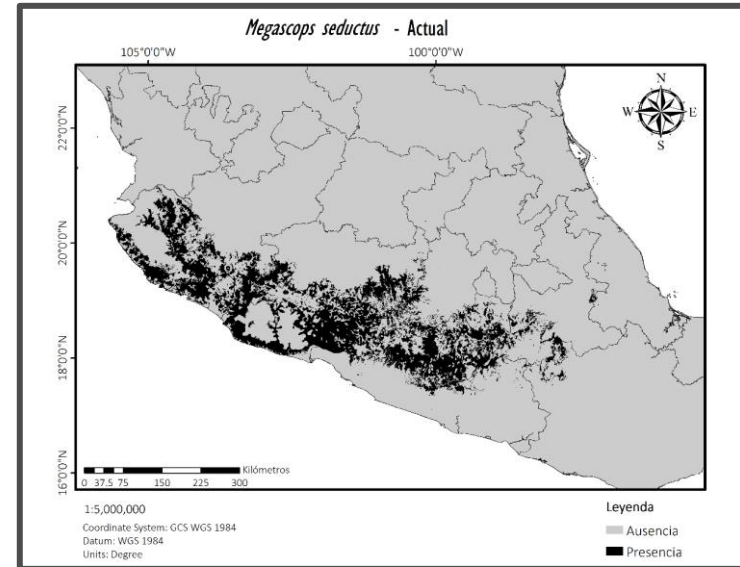 Megascops seductus - Actual
105°0'0"W 100°0'0"W
22°0'0"N
20°0'0"N
18°0'0"N
16°0'0"N
N
W E
S
Kilómetros
0 37.5 75 150 225 300
1:5,000,000
Coordinate System: GCS WGS 1984
Datum: WGS 1984
Units: Degree
Leyenda
Ausencia
Presencia